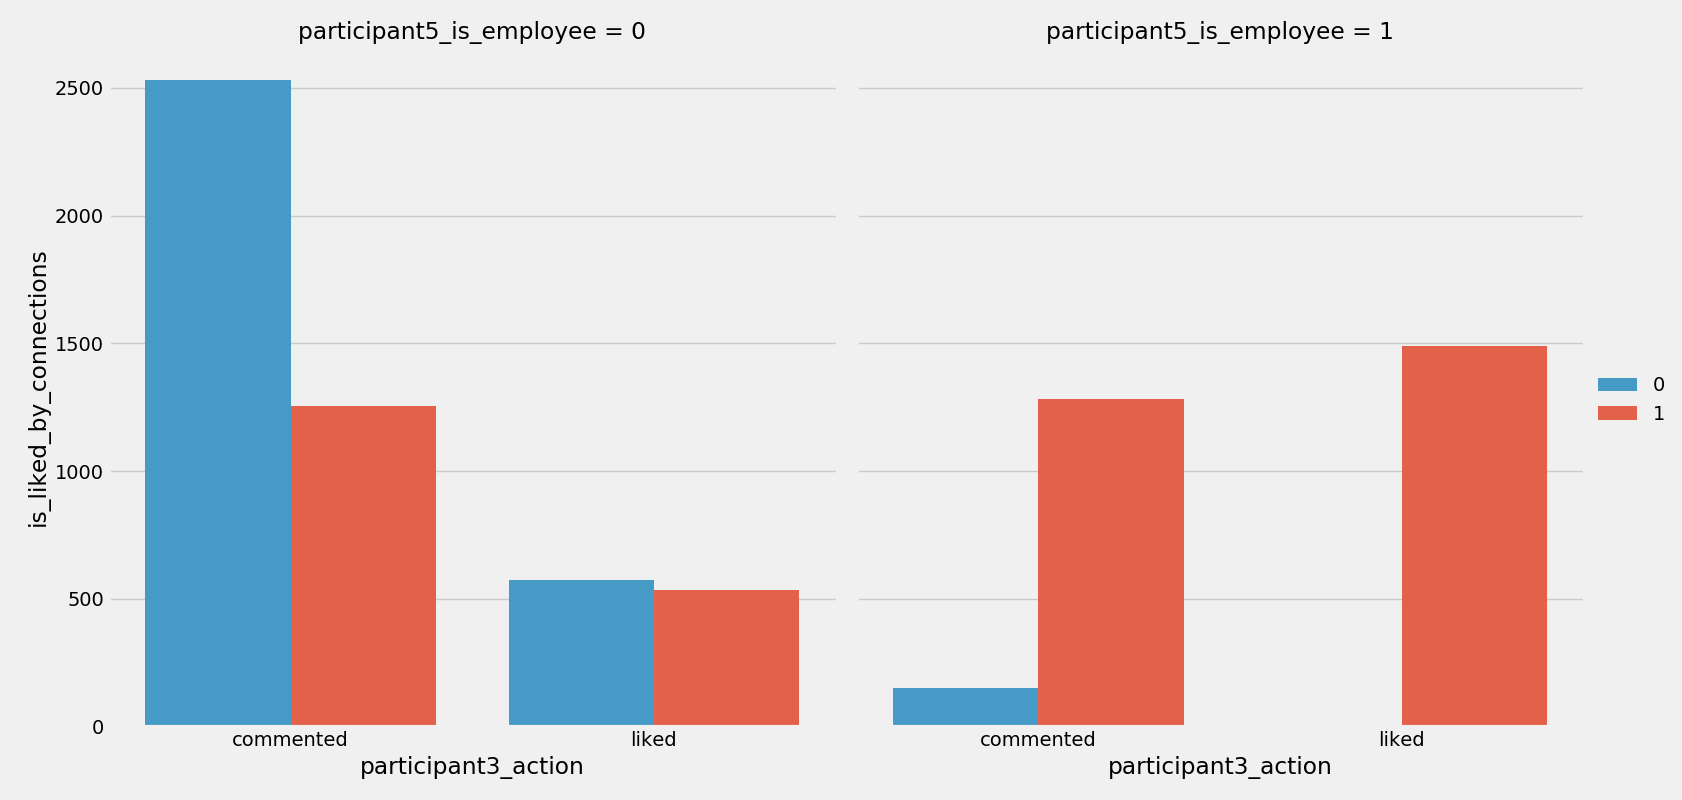 participant5_is_employee = 0
participant5_is_employee = 1
is_liked_by_connections
2500
2000
1500
1000
500
0
commented
liked
participant3_action
commented
liked
participant3_action
0
1